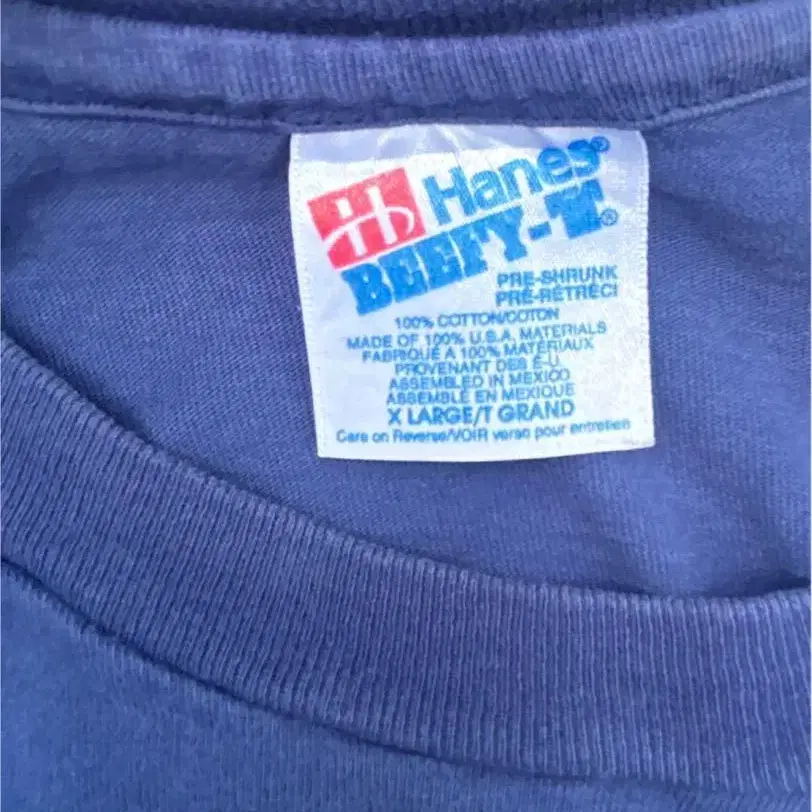 H Hanes®
BEEFY-T®
PRE-SHRUNK
PRÉ-RÉTRÉCI
100% COTTON/COTON
MADE OF 100% U.S.A. MATERIALS
FABRIQUÉ A 100% MATÉRIAUX
PROVENANT DES É-U.
ASSEMBLED IN MEXICO
ASSEMBLÉ EN MEXIQUE
X LARGE/T GRAND
Care on Reverse/VOIR verso pour entretien